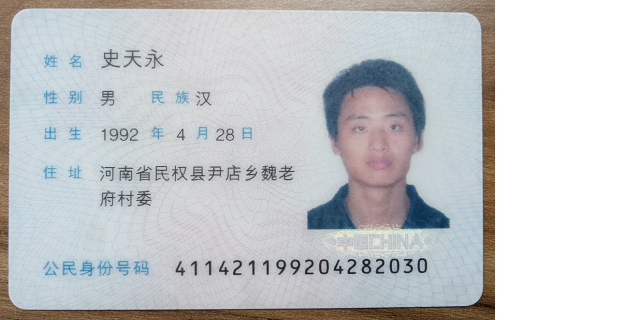 姓名 史天永
性别 男 民族 汉
出生 1992 年 4 月 28 日
住址 河南省民权县尹店乡魏老
府村委
中国CHINA
公民身份号码 411421199204282030